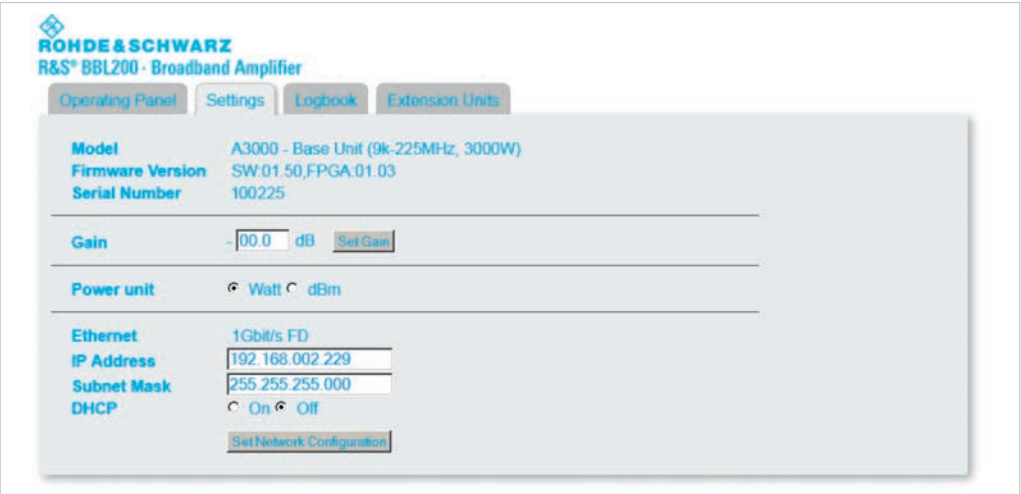 ROHDE & SCHWARZ
R&S® BBL200 · Broadband Amplifier
Operating Panel Settings Logbook Extension Units
Model A3000 - Base Unit (9k-225MHz, 3000W)
Firmware Version SW:01.50,FPGA:01.03
Serial Number 100225
Gain - 00.0 dB Set Gain
Power unit Watt dBm
Ethernet 1Gbit/s FD
IP Address 192.168.002.229
Subnet Mask 255.255.255.000
DHCP On Off
Set Network Configuration